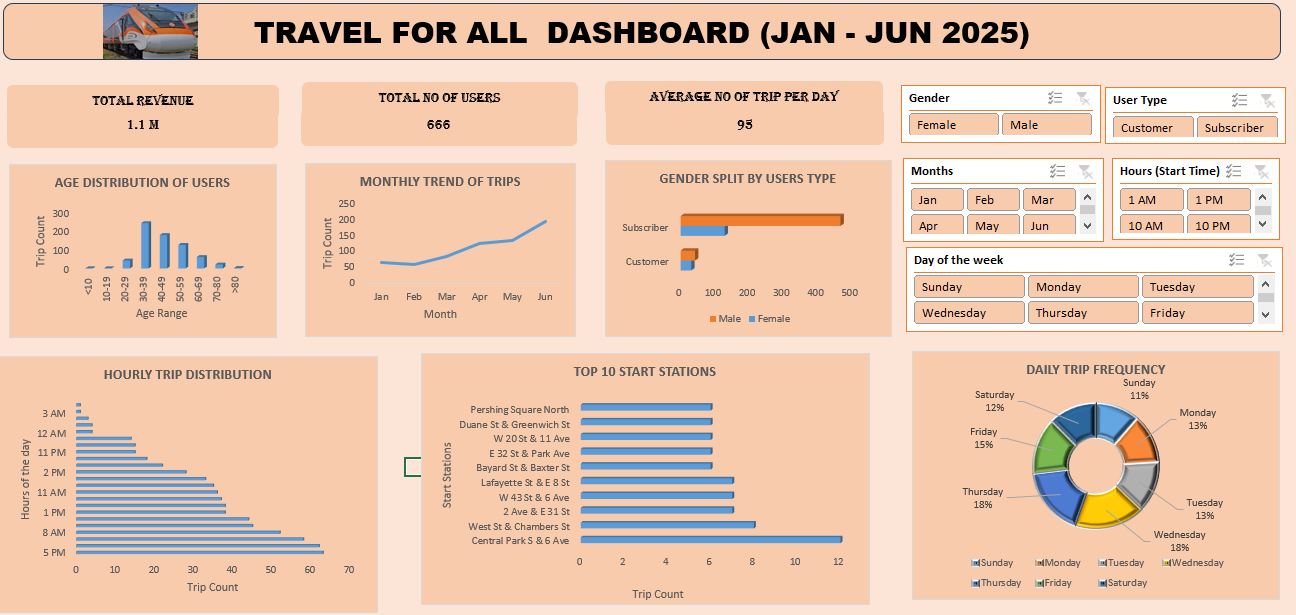 TRAVEL FOR ALL DASHBOARD (JAN - JUN 2025)
TOTAL REVENUE
1.1 M
TOTAL NO OF USERS
666
AVERAGE NO OF TRIP PER DAY
95
Gender
Female
Male
User Type
Customer
Subscriber
Months
Jan
Feb
Mar
Apr
May
Jun
Hours (Start Time)
1 AM
1 PM
10 AM
10 PM
Day of the week
Sunday
Monday
Tuesday
Wednesday
Thursday
Friday
AGE DISTRIBUTION OF USERS
Trip Count
300
200
100
0
<10
10-19
20-29
30-39
40-49
50-59
60-69
70-80
>80
Age Range
MONTHLY TREND OF TRIPS
Trip Count
250
200
150
100
50
0
Jan
Feb
Mar
Apr
May
Jun
Month
GENDER SPLIT BY USERS TYPE
Subscriber
Customer
0
100
200
300
400
500
Male
Female
HOURLY TRIP DISTRIBUTION
Hours of the day
3 AM
12 AM
11 PM
2 PM
11 AM
1 PM
8 AM
5 PM
0
10
20
30
40
50
60
70
Trip Count
TOP 10 START STATIONS
Start Stations
Pershing Square North
Duane St & Greenwich St
W 20 St & 11 Ave
E 32 St & Park Ave
Bayard St & Baxter St
Lafayette St & E 8 St
W 43 St & 6 Ave
2 Ave & E 31 St
West St & Chambers St
Central Park S & 6 Ave
0
2
4
6
8
10
12
Trip Count
DAILY TRIP FREQUENCY
Sunday
11%
Monday
13%
Tuesday
13%
Wednesday
18%
Thursday
18%
Friday
15%
Saturday
12%
Sunday
Monday
Tuesday
Wednesday
Thursday
Friday
Saturday